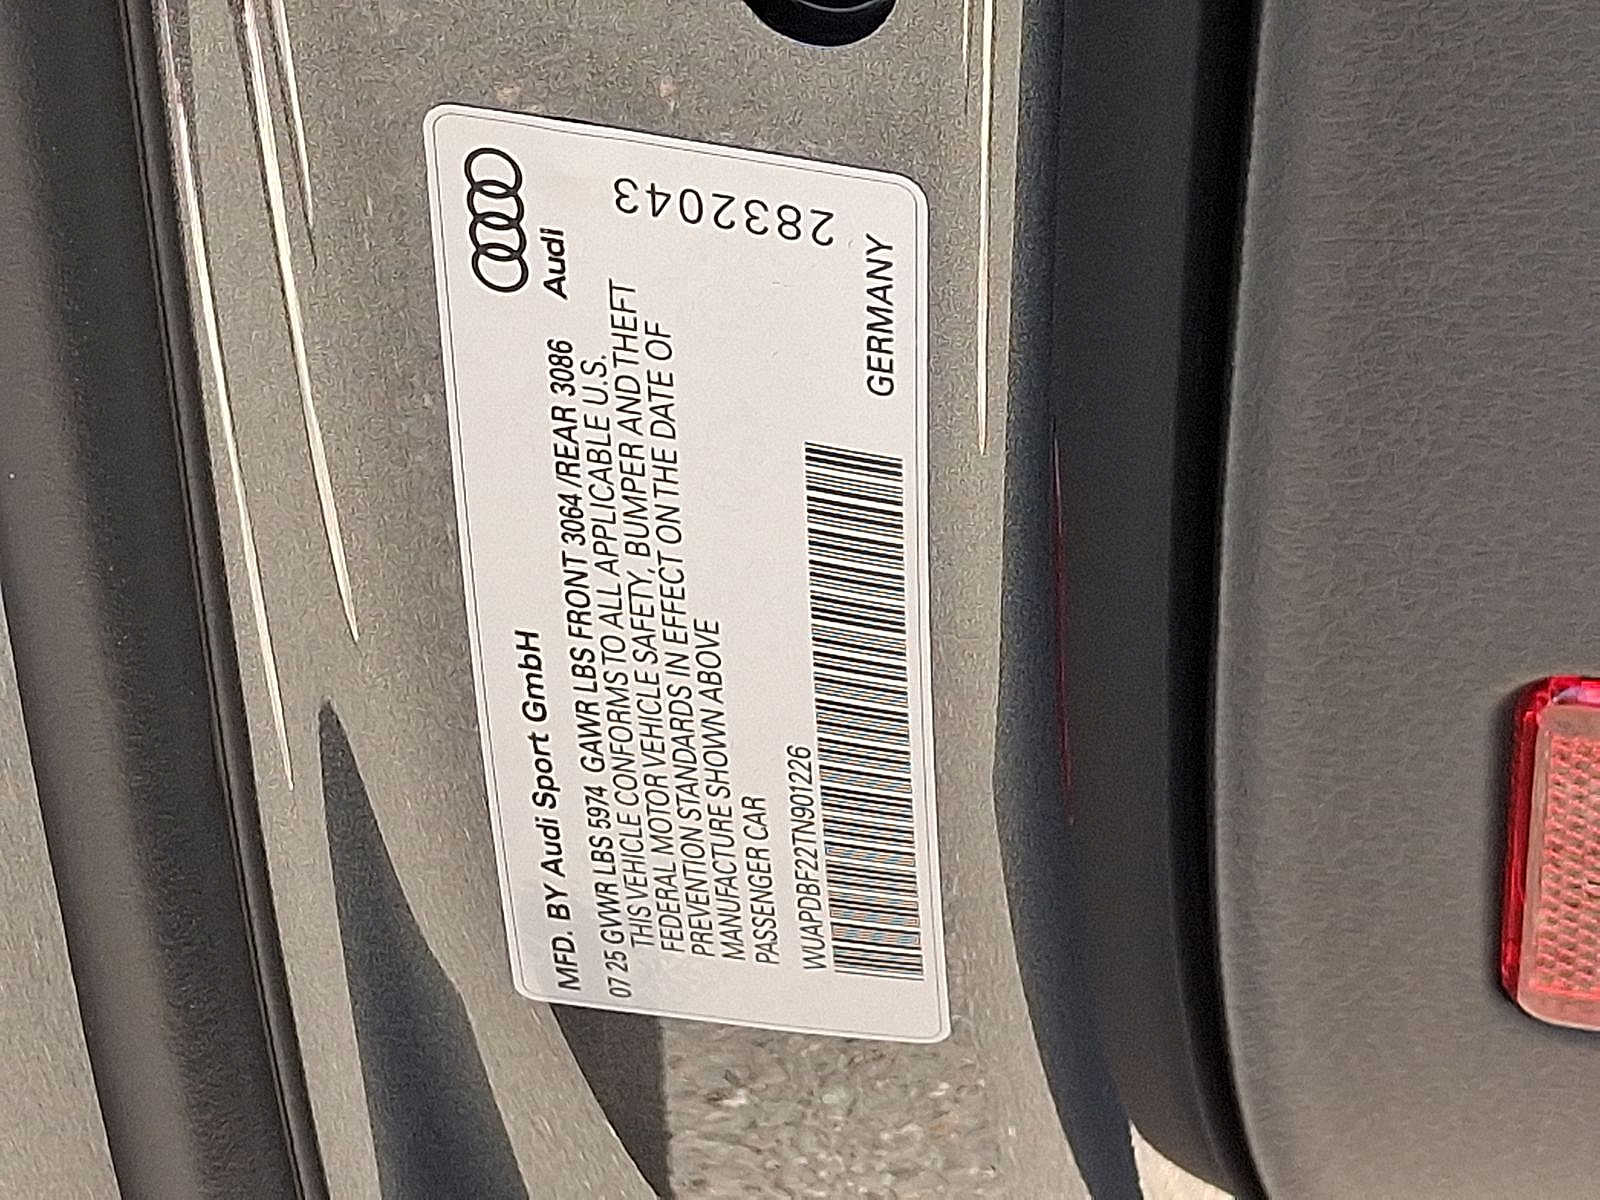 Audi
MFD. BY Audi Sport GmbH
07 25 GVWR LBS 5974 GAWR LBS FRONT 3064 /REAR 3086
THIS VEHICLE CONFORMS TO ALL APPLICABLE U.S.
FEDERAL MOTOR VEHICLE SAFETY, BUMPER AND THEFT
PREVENTION STANDARDS IN EFFECT ON THE DATE OF
MANUFACTURE SHOWN ABOVE
PASSENGER CAR
2832043
WUAPDBF22TN901226
GERMANY